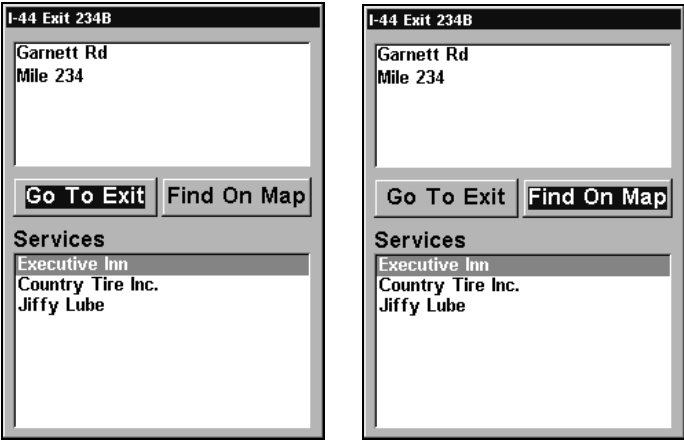 I-44 Exit 234B
Garnett Rd
Mile 234
Go To Exit Find On Map
Services
Executive Inn
Country Tire Inc.
Jiffy Lube
I-44 Exit 234B
Garnett Rd
Mile 234
Go To Exit Find On Map
Services
Executive Inn
Country Tire Inc.
Jiffy Lube